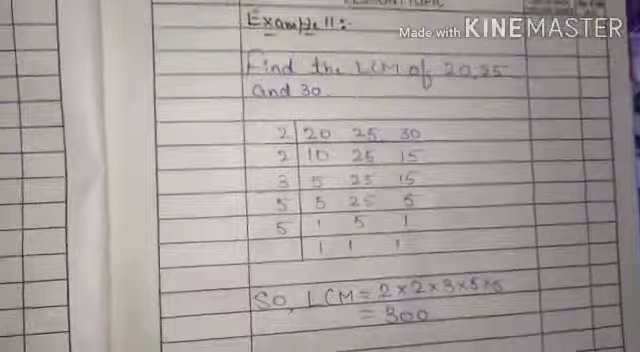 Example 11:-
Made with KINEMASTER
Find the LCM of 20,25
and 30.
2 20 25 30
2 10 25 15
3 5 25 15
5 5 25 5
5 1 5 1
1 1 1
So, LCM = 2×2×3×5×5
= 300